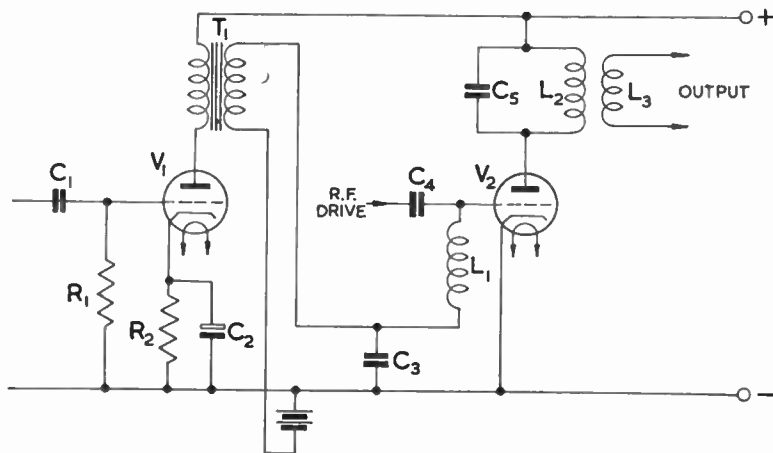 T₁
+
C₅
L₂
L₃
OUTPUT
C₁
V₁
R.F.
DRIVE
C₄
V₂
R₁
R₂
C₂
L₁
C₃
−